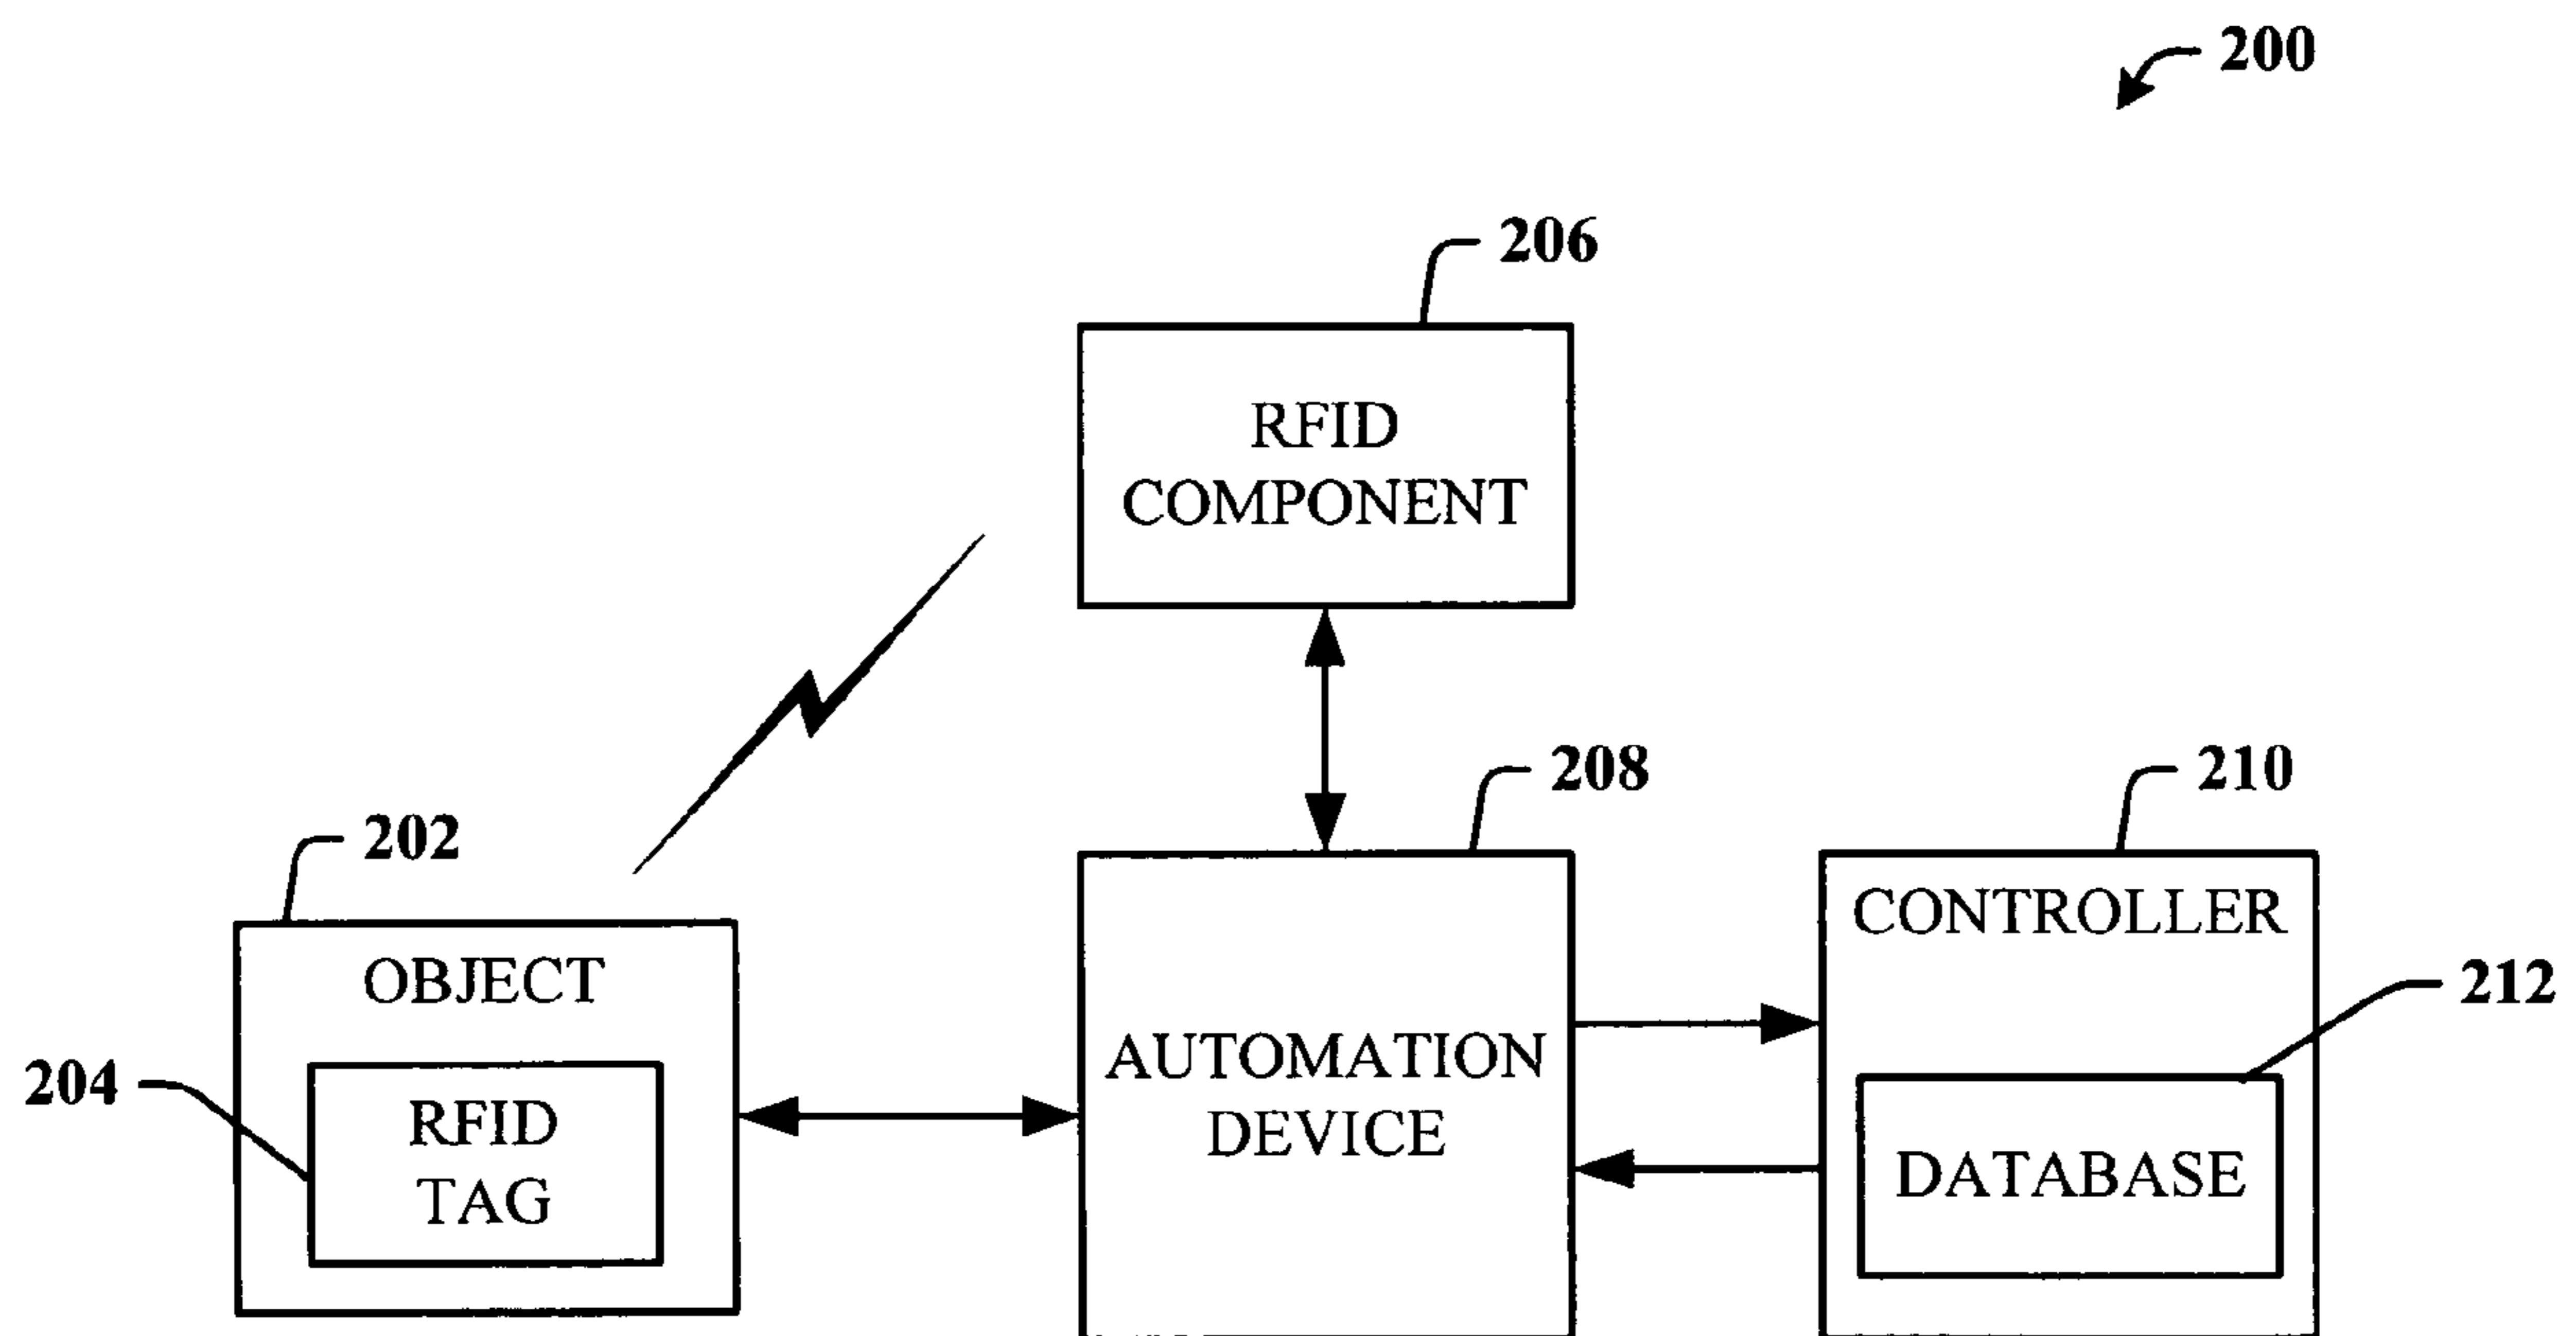 200
206
RFID
COMPONENT
208
210
202
CONTROLLER
OBJECT
212
204
RFID
TAG
AUTOMATION
DEVICE
DATABASE